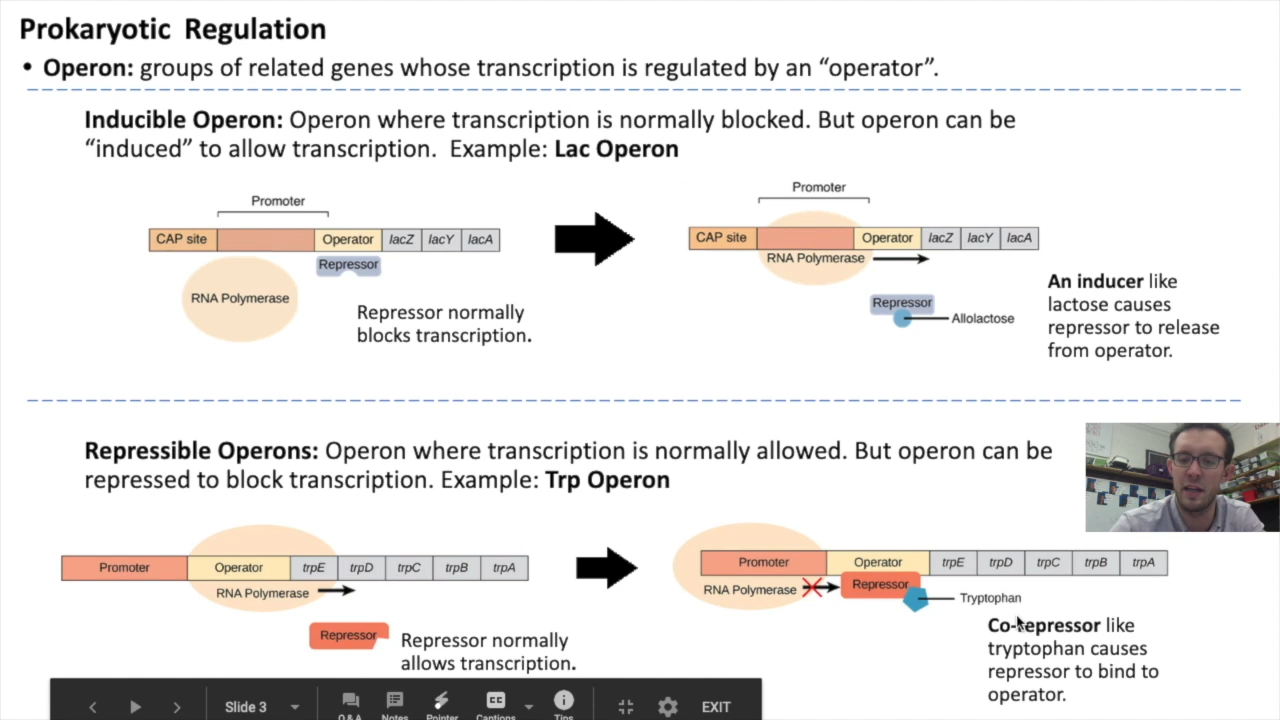 Prokaryotic Regulation
• Operon: groups of related genes whose transcription is regulated by an “operator”.
Inducible Operon: Operon where transcription is normally blocked. But operon can be
“induced” to allow transcription. Example: Lac Operon
Promoter
CAP site Operator lacZ lacY lacA
Repressor
RNA Polymerase
Repressor normally
blocks transcription.
Promoter
CAP site Operator lacZ lacY lacA
RNA Polymerase
Repressor
Allolactose
An inducer like
lactose causes
repressor to release
from operator.
Repressible Operons: Operon where transcription is normally allowed. But operon can be
repressed to block transcription. Example: Trp Operon
Promoter Operator trpE trpD trpC trpB trpA
RNA Polymerase
Repressor
Repressor normally
allows transcription.
Promoter Operator trpE trpD trpC trpB trpA
RNA Polymerase Repressor
Tryptophan
Co-repressor like
tryptophan causes
repressor to bind to
operator.
Slide 3 Q&A Notes Pointer Captions Tips EXIT